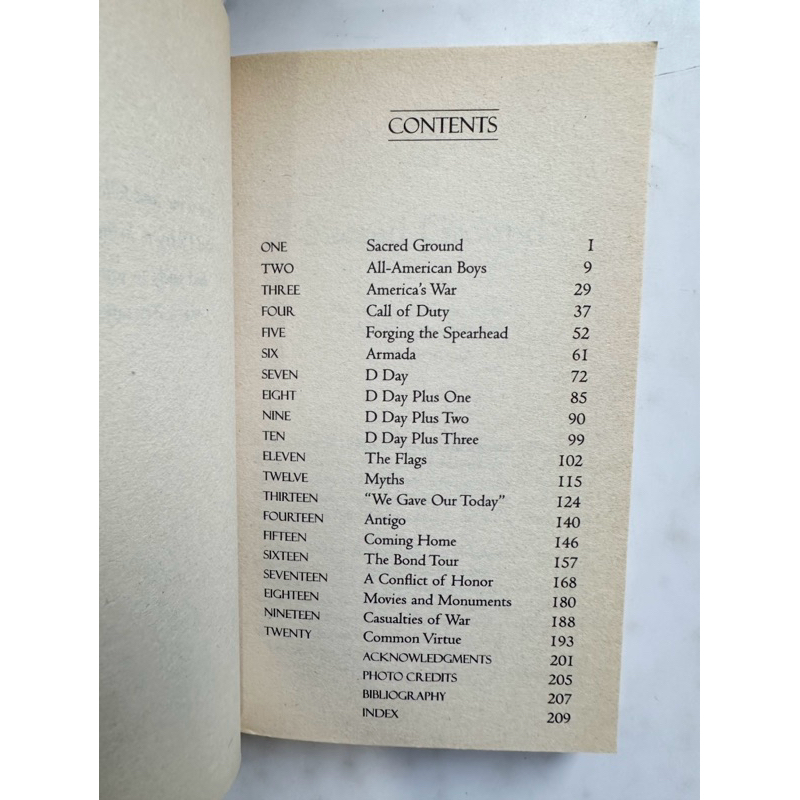 CONTENTS
ONE Sacred Ground 1
TWO All-American Boys 9
THREE America's War 29
FOUR Call of Duty 37
FIVE Forging the Spearhead 52
SIX Armada 61
SEVEN D Day 72
EIGHT D Day Plus One 85
NINE D Day Plus Two 90
TEN D Day Plus Three 99
ELEVEN The Flags 102
TWELVE Myths 115
THIRTEEN “We Gave Our Today” 124
FOURTEEN Antigo 140
FIFTEEN Coming Home 146
SIXTEEN The Bond Tour 157
SEVENTEEN A Conflict of Honor 168
EIGHTEEN Movies and Monuments 180
NINETEEN Casualties of War 188
TWENTY Common Virtue 193
ACKNOWLEDGMENTS 201
PHOTO CREDITS 205
BIBLIOGRAPHY 207
INDEX 209